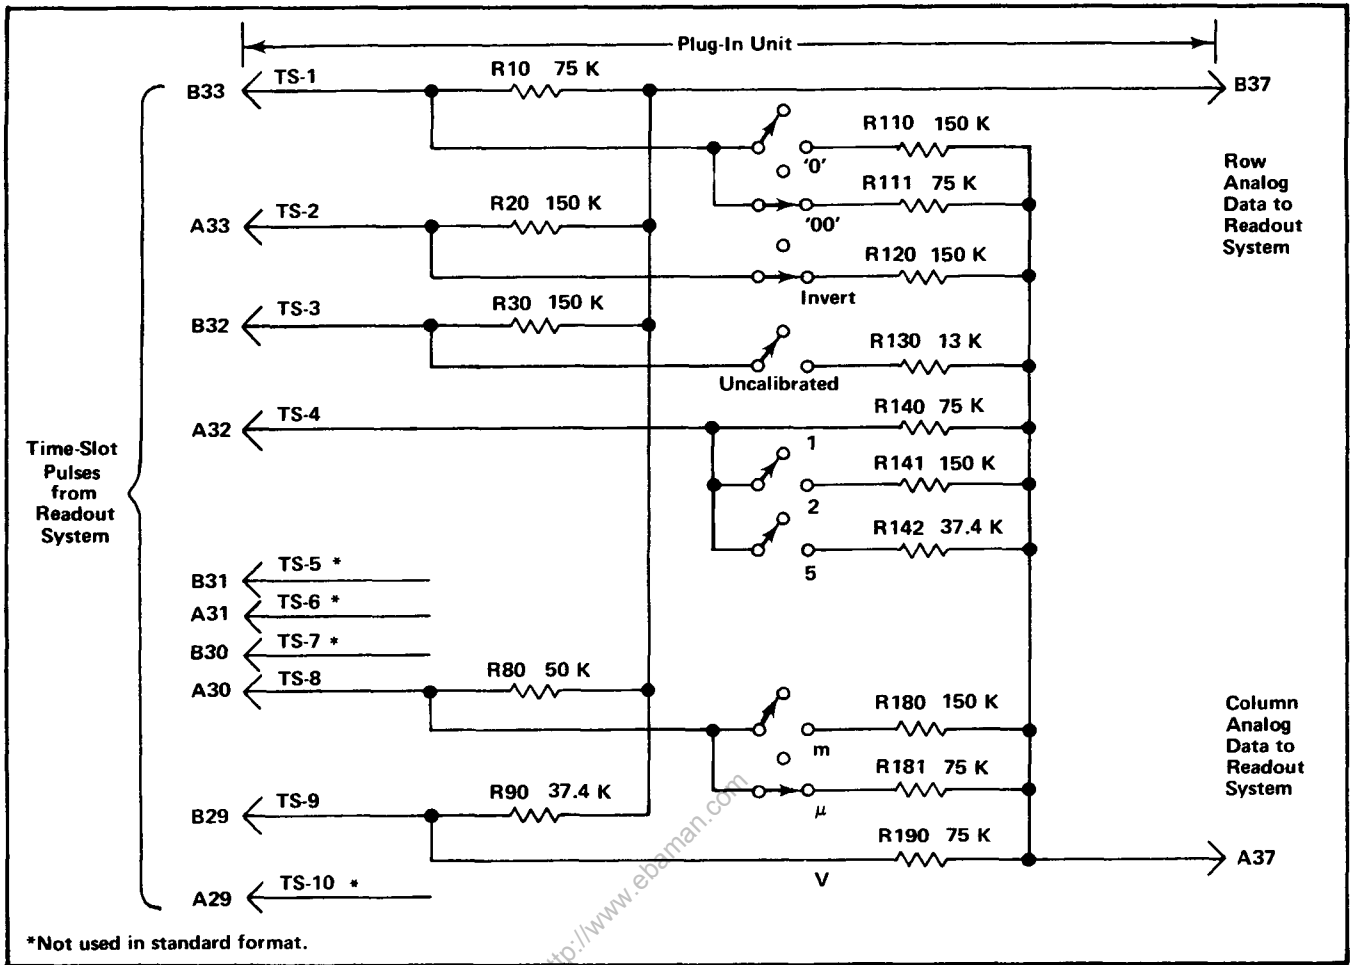 Plug-In Unit
B33 TS-1 R10 75 K B37
R110 150 K
'0'
Row
Analog
Data to
Readout
System
R111 75 K
'00'
A33 TS-2 R20 150 K
R120 150 K
Invert
B32 TS-3 R30 150 K
R130 13 K
Uncalibrated
A32 TS-4 R140 75 K
1
R141 150 K
2
R142 37.4 K
5
Time-Slot
Pulses
from
Readout
System
B31 TS-5 *
A31 TS-6 *
B30 TS-7 *
A30 TS-8 R80 50 K
R180 150 K
m
Column
Analog
Data to
Readout
System
R181 75 K
μ
B29 TS-9 R90 37.4 K
R190 75 K
V
A37
A29 TS-10 *
*Not used in standard format.
http://www.ebaman.com